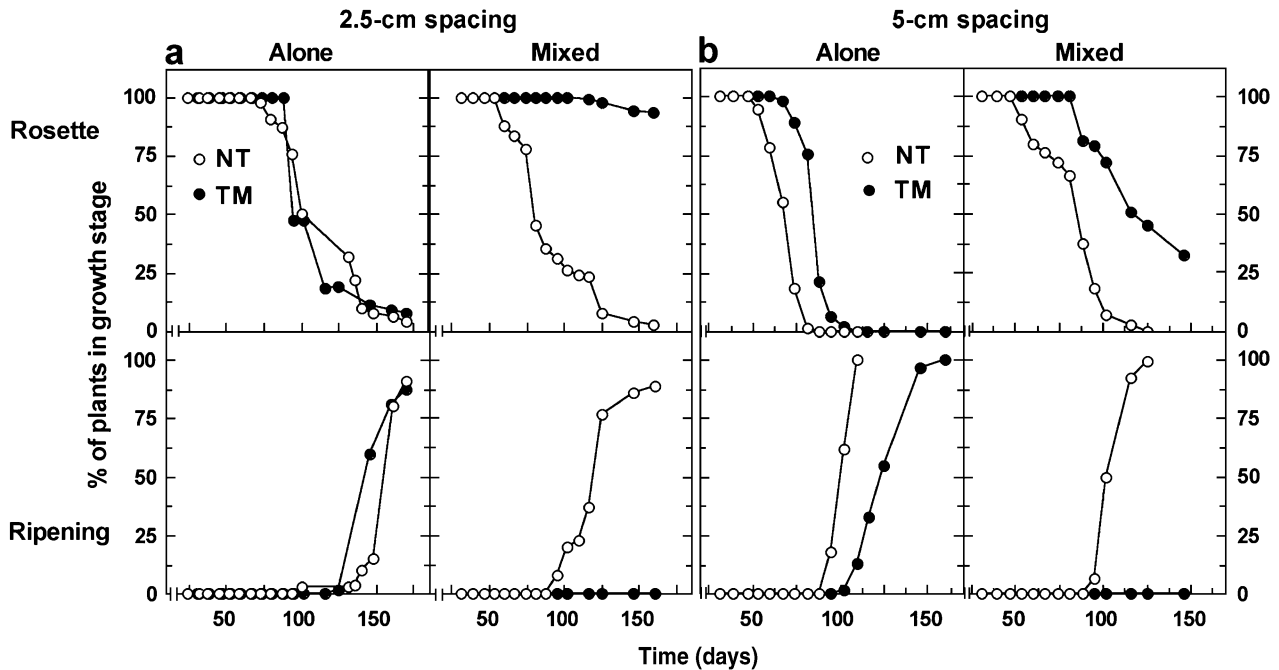 2.5-cm spacing 5-cm spacing
a Alone Mixed b Alone Mixed
100 100
Rosette
75 NT NT 75
TM TM
50 50
25 25
0 0
% of plants in growth stage
100 100
75 75
50 50
Ripening
25 25
0 0
50 100 150 50 100 150 50 100 150 50 100 150
Time (days)